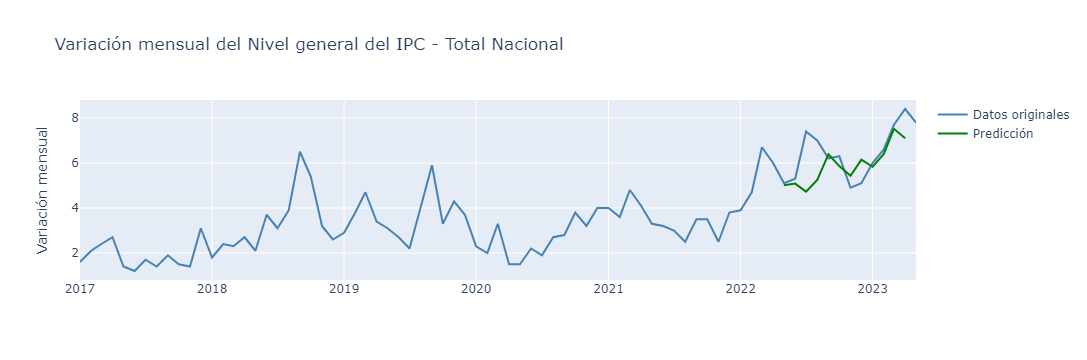 Variación mensual del Nivel general del IPC - Total Nacional
Datos originales
Predicción
Variación mensual
8
6
4
2
2017 2018 2019 2020 2021 2022 2023